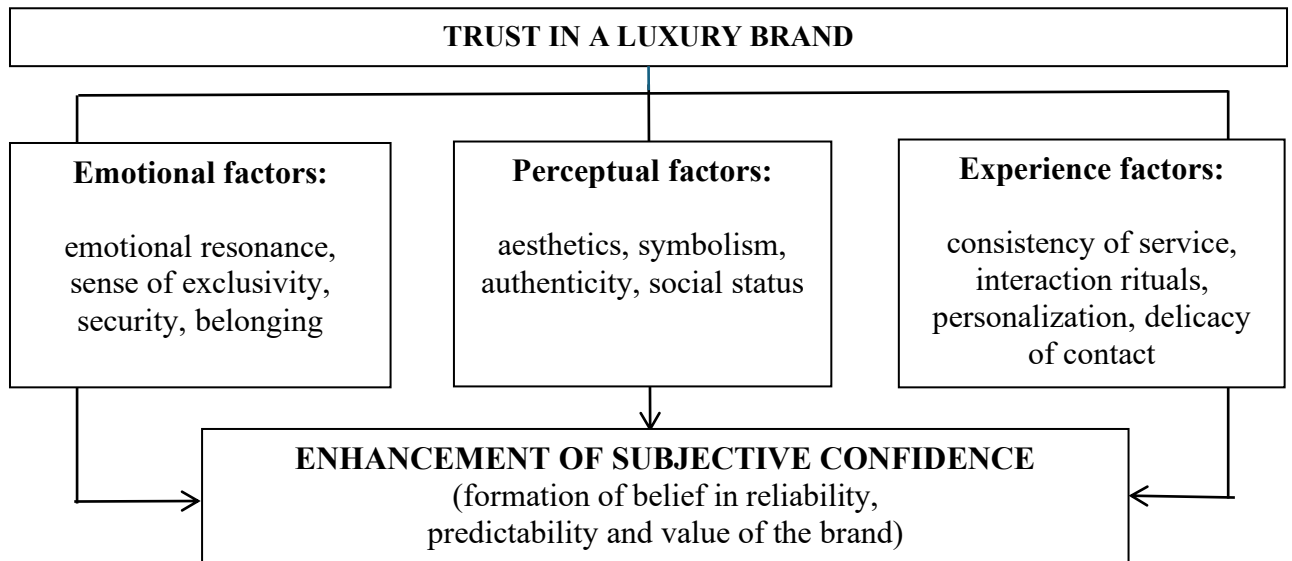 TRUST IN A LUXURY BRAND
Emotional factors:
emotional resonance,
sense of exclusivity,
security, belonging
Perceptual factors:
aesthetics, symbolism,
authenticity, social status
Experience factors:
consistency of service,
interaction rituals,
personalization, delicacy
of contact
ENHANCEMENT OF SUBJECTIVE CONFIDENCE
(formation of belief in reliability,
predictability and value of the brand)